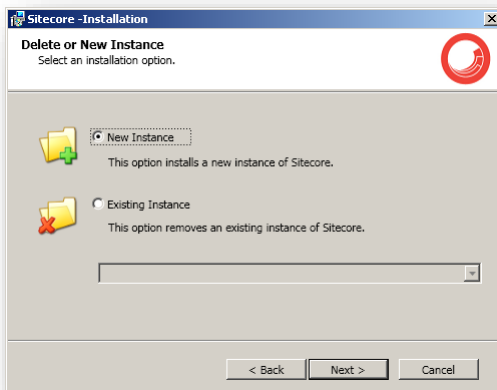 Sitecore -Installation
Delete or New Instance
Select an installation option.
New Instance
This option installs a new instance of Sitecore.
Existing Instance
This option removes an existing instance of Sitecore.
< Back
Next >
Cancel